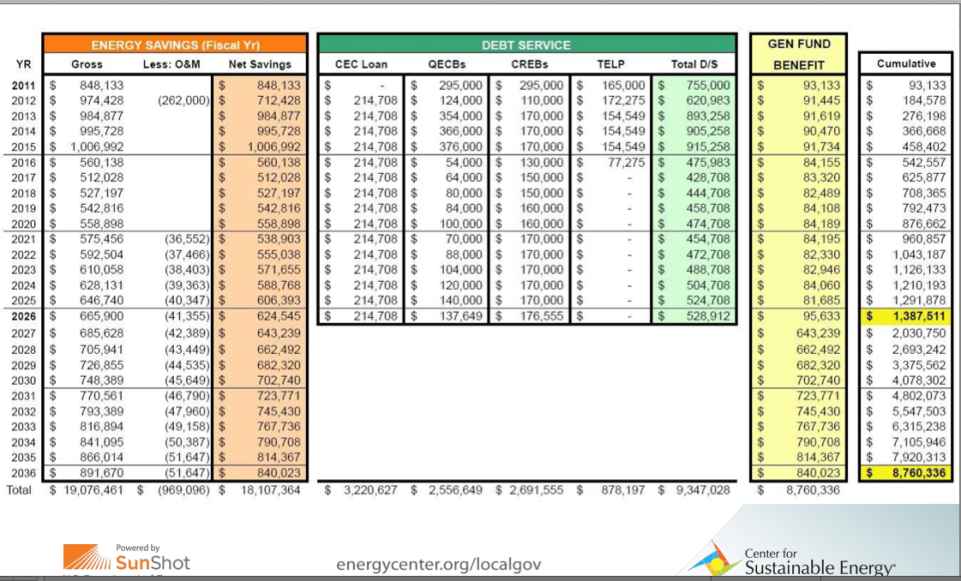 ENERGY SAVINGS (Fiscal Yr) DEBT SERVICE GEN FUND
YR Gross Less: O&M Net Savings CEC Loan QECBs CREBs TELP Total D/S BENEFIT Cumulative
2011 $ 848,133 $ 848,133 $ - $ 295,000 $ 295,000 $ 165,000 $ 755,000 $ 93,133 $ 93,133
2012 $ 974,428 (262,000) $ 712,428 $ 214,708 $ 124,000 $ 110,000 $ 172,275 $ 620,983 $ 91,445 $ 184,578
2013 $ 984,877 $ 984,877 $ 214,708 $ 354,000 $ 170,000 $ 154,549 $ 893,258 $ 91,619 $ 276,198
2014 $ 995,728 $ 995,728 $ 214,708 $ 366,000 $ 170,000 $ 154,549 $ 905,258 $ 90,470 $ 366,668
2015 $ 1,006,992 $ 1,006,992 $ 214,708 $ 376,000 $ 170,000 $ 154,549 $ 915,258 $ 91,734 $ 458,402
2016 $ 560,138 $ 560,138 $ 214,708 $ 54,000 $ 130,000 $ 77,275 $ 475,983 $ 84,155 $ 542,557
2017 $ 512,028 $ 512,028 $ 214,708 $ 64,000 $ 150,000 $ - $ 428,708 $ 83,320 $ 625,877
2018 $ 527,197 $ 527,197 $ 214,708 $ 80,000 $ 150,000 $ - $ 444,708 $ 82,489 $ 708,365
2019 $ 542,816 $ 542,816 $ 214,708 $ 84,000 $ 160,000 $ - $ 458,708 $ 84,108 $ 792,473
2020 $ 558,898 $ 558,898 $ 214,708 $ 100,000 $ 160,000 $ - $ 474,708 $ 84,189 $ 876,662
2021 $ 575,456 (36,552) $ 538,903 $ 214,708 $ 70,000 $ 170,000 $ - $ 454,708 $ 84,195 $ 960,857
2022 $ 592,504 (37,466) $ 555,038 $ 214,708 $ 88,000 $ 170,000 $ - $ 472,708 $ 82,330 $ 1,043,187
2023 $ 610,058 (38,403) $ 571,655 $ 214,708 $ 104,000 $ 170,000 $ - $ 488,708 $ 82,946 $ 1,126,133
2024 $ 628,131 (39,363) $ 588,768 $ 214,708 $ 120,000 $ 170,000 $ - $ 504,708 $ 84,060 $ 1,210,193
2025 $ 646,740 (40,347) $ 606,393 $ 214,708 $ 140,000 $ 170,000 $ - $ 524,708 $ 81,685 $ 1,291,878
2026 $ 665,900 (41,355) $ 624,545 $ 214,708 $ 137,649 $ 176,555 $ - $ 528,912 $ 95,633 $ 1,387,511
2027 $ 685,628 (42,389) $ 643,239 $ 643,239 $ 2,030,750
2028 $ 705,941 (43,449) $ 662,492 $ 662,492 $ 2,693,242
2029 $ 726,855 (44,535) $ 682,320 $ 682,320 $ 3,375,562
2030 $ 748,389 (45,649) $ 702,740 $ 702,740 $ 4,078,302
2031 $ 770,561 (46,790) $ 723,771 $ 723,771 $ 4,802,073
2032 $ 793,389 (47,960) $ 745,430 $ 745,430 $ 5,547,503
2033 $ 816,894 (49,158) $ 767,736 $ 767,736 $ 6,315,238
2034 $ 841,095 (50,387) $ 790,708 $ 790,708 $ 7,105,946
2035 $ 866,014 (51,647) $ 814,367 $ 814,367 $ 7,920,313
2036 $ 891,670 (51,647) $ 840,023 $ 840,023 $ 8,760,336
Total $ 19,076,461 $ (969,096) $ 18,107,364 $ 3,220,627 $ 2,556,649 $ 2,691,555 $ 878,197 $ 9,347,028 $ 8,760,336
Powered by
SunShot
energycenter.org/localgov
Center for
Sustainable Energy